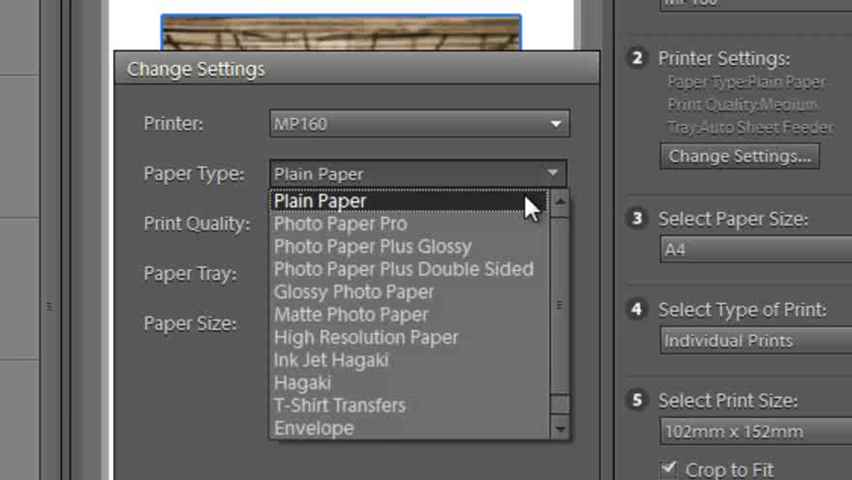 MP160
Change Settings
Printer:
MP160
Paper Type:
Plain Paper
Plain Paper
Photo Paper Pro
Photo Paper Plus Glossy
Photo Paper Plus Double Sided
Glossy Photo Paper
Matte Photo Paper
High Resolution Paper
Ink Jet Hagaki
Hagaki
T-Shirt Transfers
Envelope
Print Quality:
Paper Tray:
Paper Size:
2 Printer Settings:
Paper Type:Plain Paper
Print Quality:Medium
Tray:Auto Sheet Feeder
Change Settings...
3 Select Paper Size:
A4
4 Select Type of Print:
Individual Prints
5 Select Print Size:
102mm x 152mm
Crop to Fit